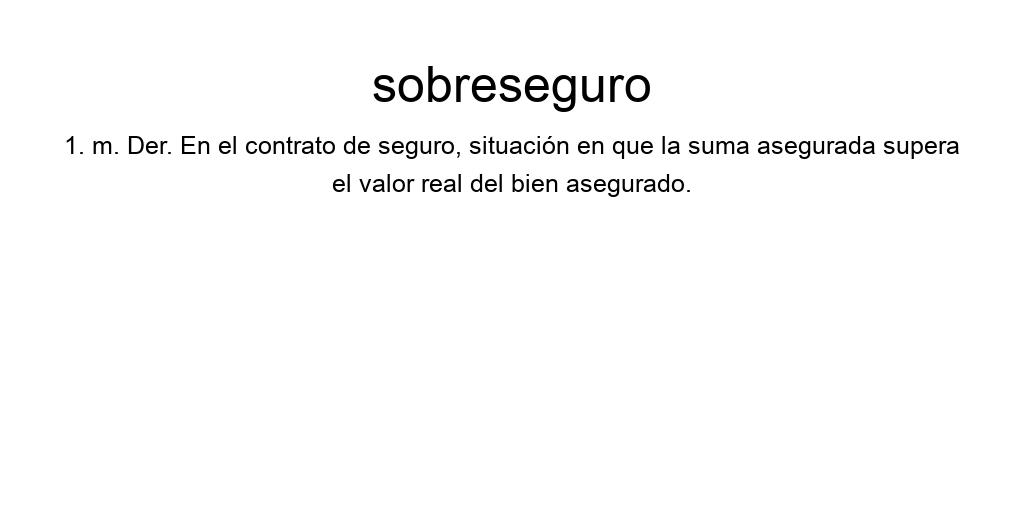 sobreseguro
1. m. Der. En el contrato de seguro, situación en que la suma asegurada supera
el valor real del bien asegurado.